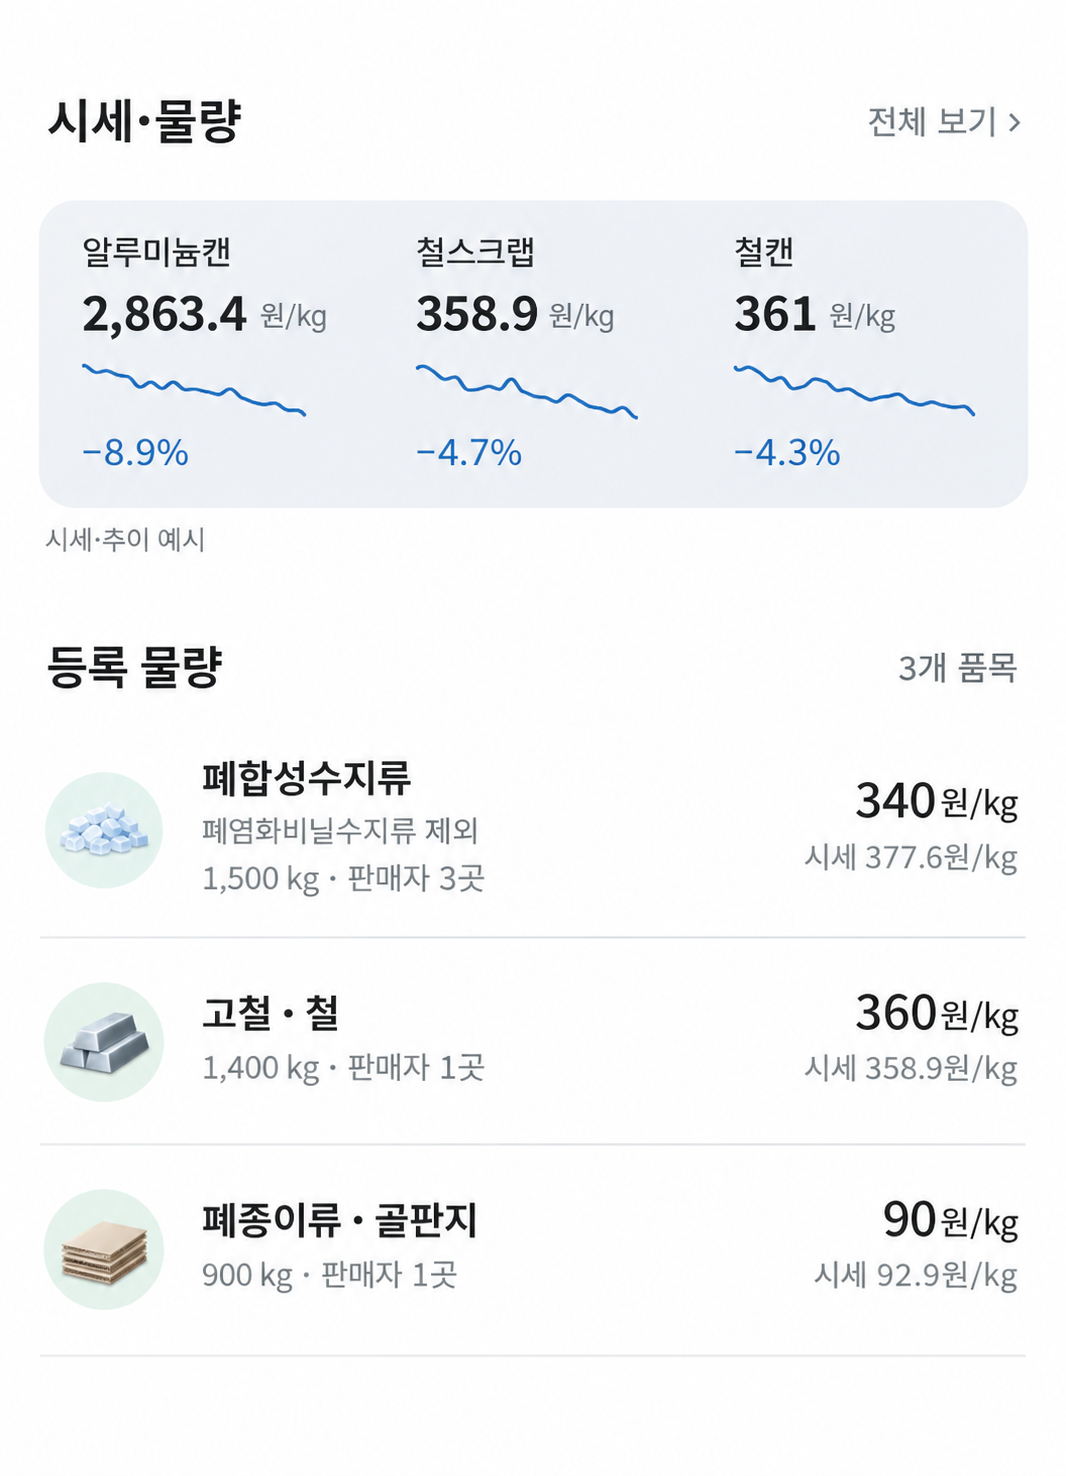 시세·물량
전체 보기 >
알루미늄캔
2,863.4 원/kg
−8.9%
철스크랩
358.9 원/kg
−4.7%
철캔
361 원/kg
−4.3%
시세·추이 예시
등록 물량
3개 품목
폐합성수지류
폐염화비닐수지류 제외
1,500 kg · 판매자 3곳
340원/kg
시세 377.6원/kg
고철 · 철
1,400 kg · 판매자 1곳
360원/kg
시세 358.9원/kg
폐종이류 · 골판지
900 kg · 판매자 1곳
90원/kg
시세 92.9원/kg